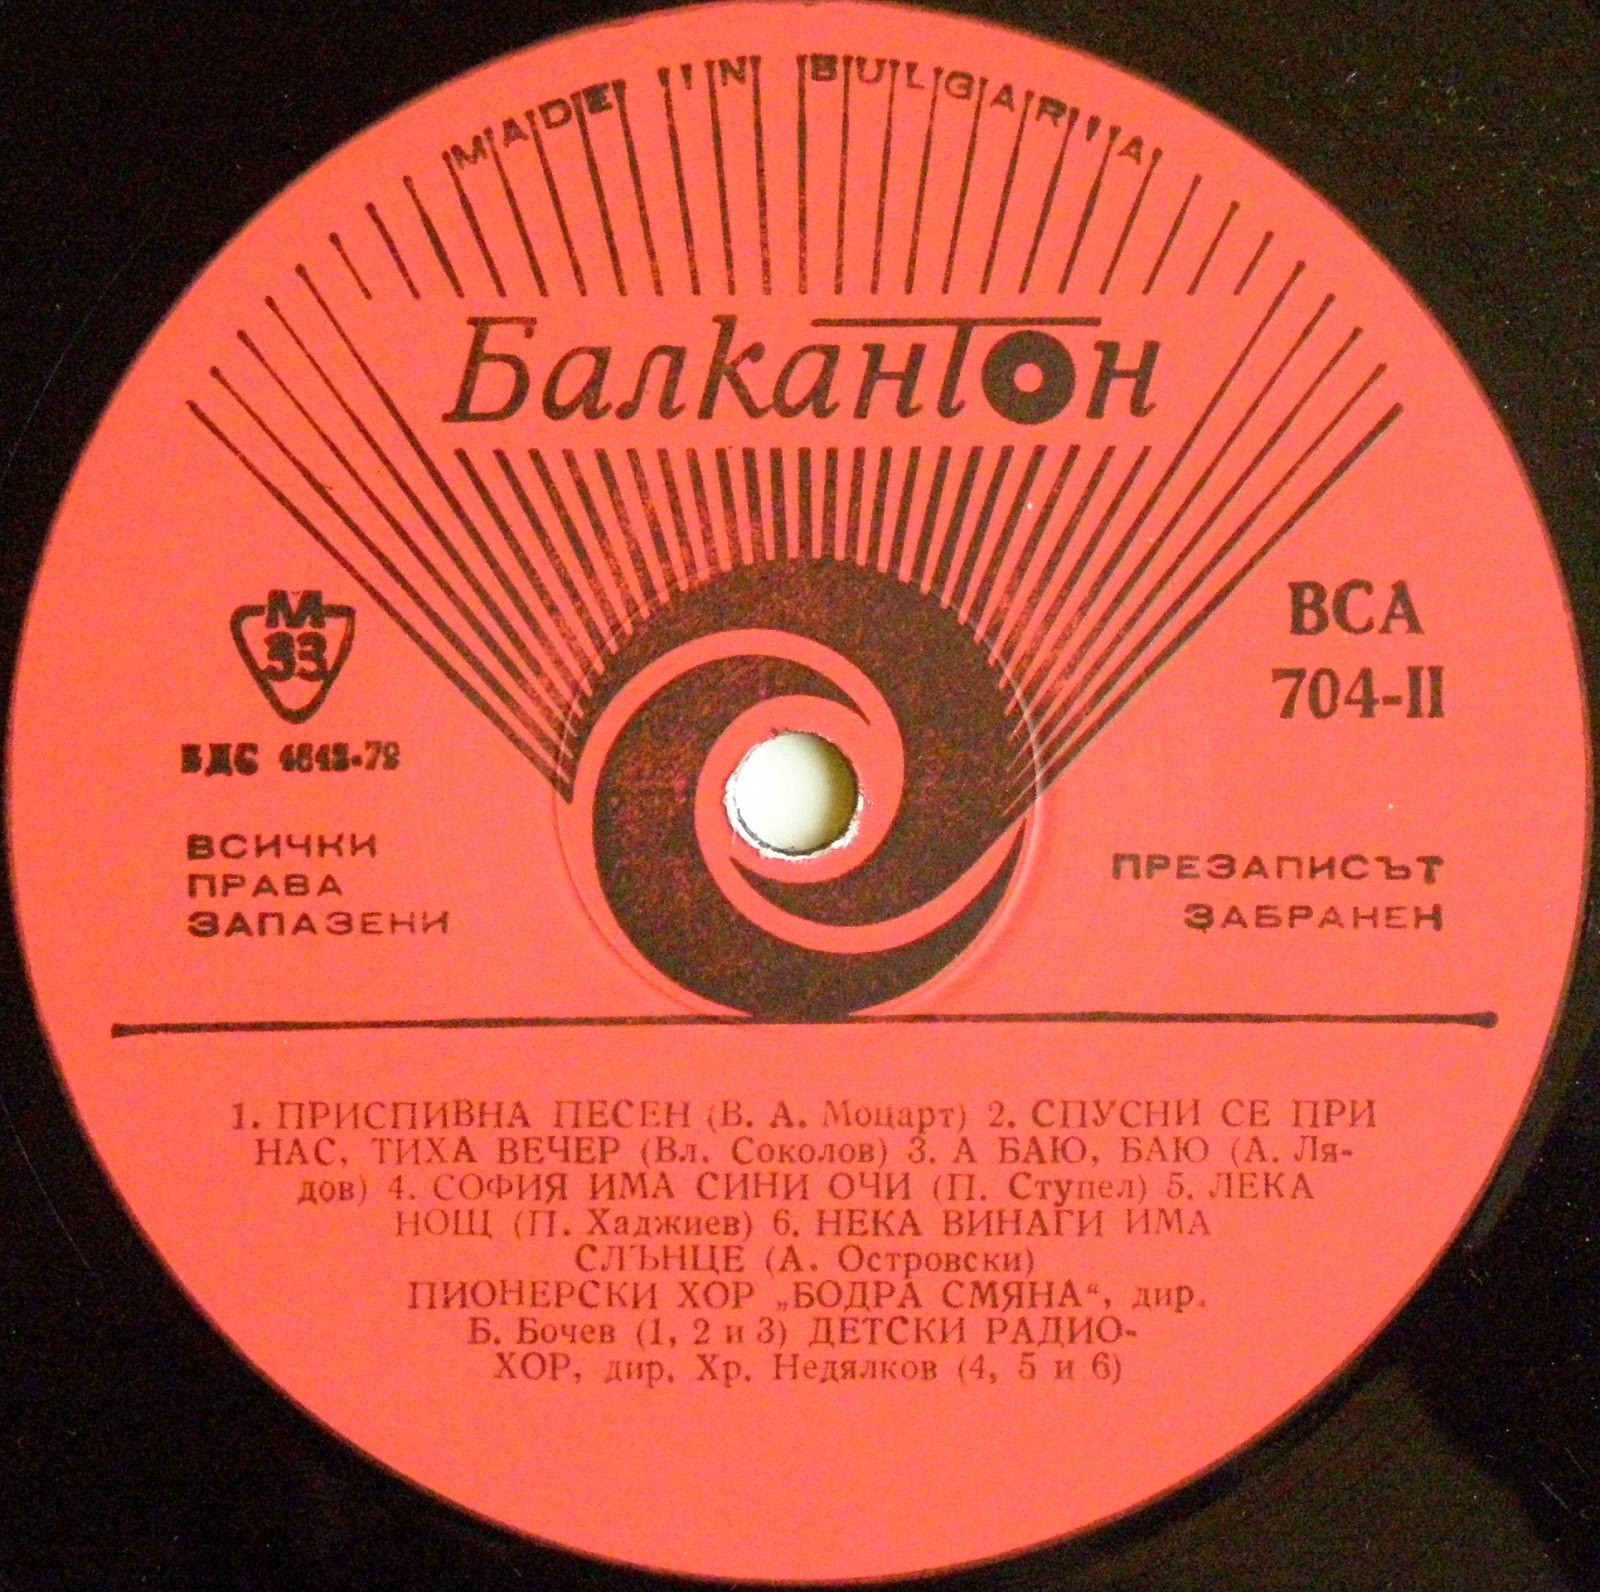 MADE IN BULGARIA
Балкантон
М
33
ВСА
704-II
ВСИЧКИ
ПРАВА
ЗАПАЗЕНИ
ПРЕЗАПИСЪТ
ЗАБРАНЕН
1. ПРИСПИВНА ПЕСЕН (В. А. Моцарт) 2. СПУСНИ СЕ ПРИ
НАС, ТИХА ВЕЧЕР (Вл. Соколов) 3. А БАЮ, БАЮ (А. Ля-
дов) 4. СОФИЯ ИМА СИНИ ОЧИ (П. Ступел) 5. ЛЕКА
НОЩ (П. Хаджиев) 6. НЕКА ВИНАГИ ИМА
СЛЪНЦЕ (А. Островски)
ПИОНЕРСКИ ХОР „БОДРА СМЯНА“, дир.
Б. Бочев (1, 2 и 3) ДЕТСКИ РАДИО-
ХОР, дир. Хр. Недялков (4, 5 и 6)